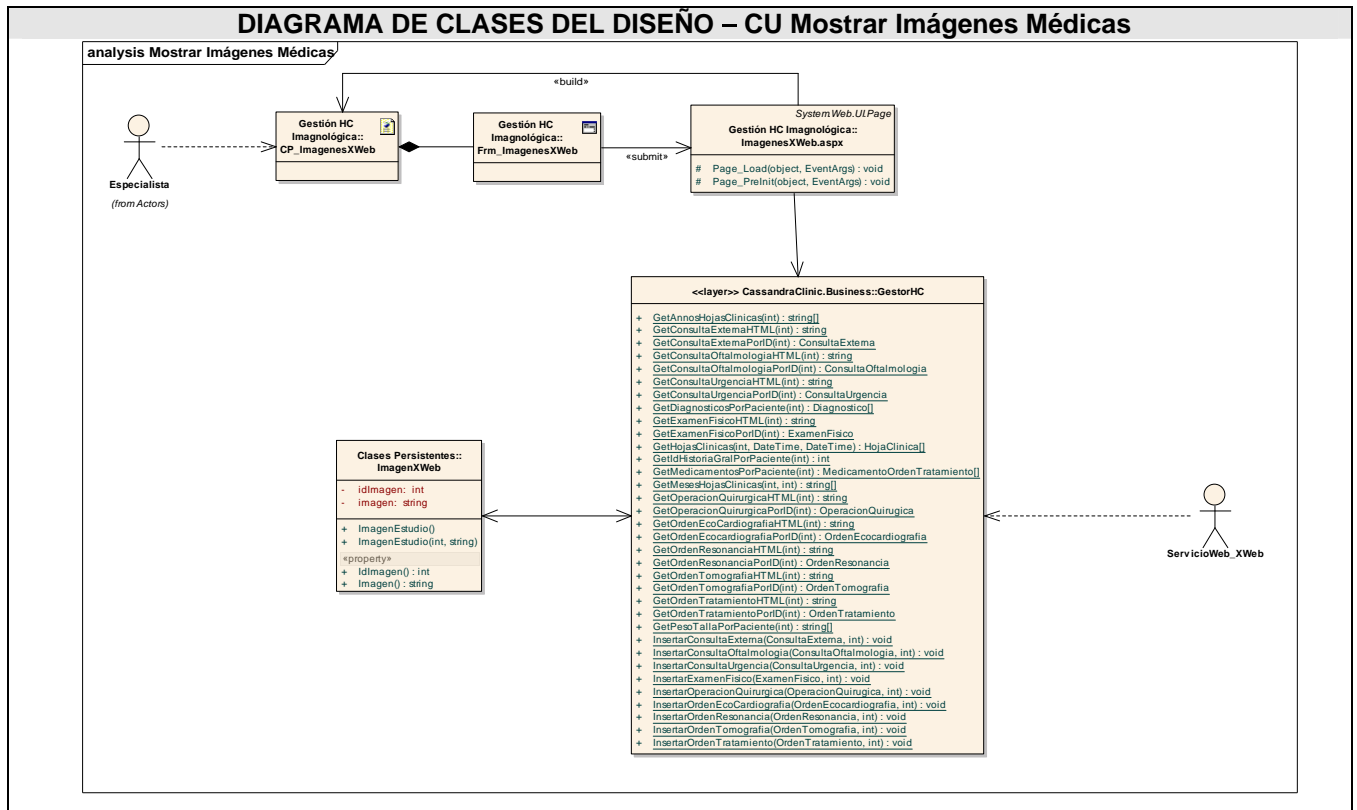 DIAGRAMA DE CLASES DEL DISEÑO – CU Mostrar Imágenes Médicas
analysis Mostrar Imágenes Médicas
«build»
Especialista
(from Actors)
Gestión HC
Imagnológica::
CP_ImagenesXWeb
Gestión HC
Imagnológica::
Frm_ImagenesXWeb
«submit»
System.Web.UI.Page
Gestión HC Imagnológica::
ImagenesXWeb.aspx
# Page_Load(object, EventArgs) : void
# Page_PreInit(object, EventArgs) : void
<<layer>> CassandraClinic.Business::GestorHC
+ GetAnnosHojasClinicas(int) : string[]
+ GetConsultaExternaHTML(int) : string
+ GetConsultaExternaPorID(int) : ConsultaExterna
+ GetConsultaOftalmologiaHTML(int) : string
+ GetConsultaOftalmologiaPorID(int) : ConsultaOftalmologia
+ GetConsultaUrgenciaHTML(int) : string
+ GetConsultaUrgenciaPorID(int) : ConsultaUrgencia
+ GetDiagnosticosPorPaciente(int) : Diagnostico[]
+ GetExamenFisicoHTML(int) : string
+ GetExamenFisicoPorID(int) : ExamenFisico
+ GetHojasClinicas(int, DateTime, DateTime) : HojaClinica[]
+ GetIdHistoriaGralPorPaciente(int) : int
+ GetMedicamentosPorPaciente(int) : MedicamentoOrdenTratamiento[]
+ GetMesesHojasClinicas(int, int) : string[]
+ GetOperacionQuirurgicaHTML(int) : string
+ GetOperacionQuirurgicaPorID(int) : OperacionQuirugica
+ GetOrdenEcoCardiografiaHTML(int) : string
+ GetOrdenEcocardiografiaPorID(int) : OrdenEcocardiografia
+ GetOrdenResonanciaHTML(int) : string
+ GetOrdenResonanciaPorID(int) : OrdenResonancia
+ GetOrdenTomografiaHTML(int) : string
+ GetOrdenTomografiaPorID(int) : OrdenTomografia
+ GetOrdenTratamientoHTML(int) : string
+ GetOrdenTratamientoPorID(int) : OrdenTratamiento
+ GetPesoTallaPorPaciente(int) : string[]
+ InsertarConsultaExterna(ConsultaExterna, int) : void
+ InsertarConsultaOftalmologia(ConsultaOftalmologia, int) : void
+ InsertarConsultaUrgencia(ConsultaUrgencia, int) : void
+ InsertarExamenFisico(ExamenFisico, int) : void
+ InsertarOperacionQuirurgica(OperacionQuirugica, int) : void
+ InsertarOrdenEcoCardiografia(OrdenEcocardiografia, int) : void
+ InsertarOrdenResonancia(OrdenResonancia, int) : void
+ InsertarOrdenTomografia(OrdenTomografia, int) : void
+ InsertarOrdenTratamiento(OrdenTratamiento, int) : void
Clases Persistentes::
ImagenXWeb
- idImagen: int
- imagen: string
+ ImagenEstudio()
+ ImagenEstudio(int, string)
«property»
+ IdImagen() : int
+ Imagen() : string
ServicioWeb_XWeb